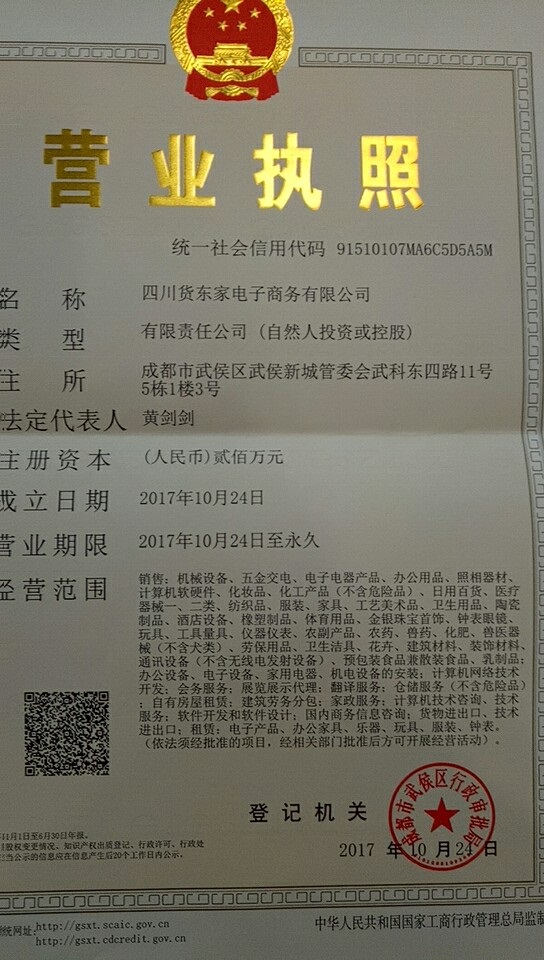 营业执照
统一社会信用代码 91510107MA6C5D5A5M
名 称 四川货东家电子商务有限公司
类 型 有限责任公司（自然人投资或控股）
住 所 成都市武侯区武侯新城管委会武科东四路11号
5栋1楼3号
法定代表人 黄剑剑
注册资本 (人民币)贰佰万元
成立日期 2017年10月24日
营业期限 2017年10月24日至永久
经营范围 销售：机械设备、五金交电、电子电器产品、办公用品、照相器材、
计算机软硬件、化妆品、化工产品（不含危险品）、日用百货、医疗
器械一、二类、纺织品、服装、家具、工艺美术品、卫生用品、陶瓷
制品、酒店设备、橡塑制品、体育用品、金银珠宝首饰、钟表眼镜、
玩具、工具量具、仪器仪表、农副产品、农药、兽药、化肥、兽医器
械（不含犬类）、劳保用品、卫生洁具、花卉、建筑材料、装饰材料、
通讯设备（不含无线电发射设备）、预包装食品兼散装食品、乳制品；
办公设备、电子设备、家用电器、机电设备的安装；计算机网络技术
开发；会务服务；展览展示代理；翻译服务；仓储服务（不含危险品）
；自有房屋租赁；建筑劳务分包；家政服务；计算机技术咨询、技术
服务；软件开发和软件设计；国内商务信息咨询；货物进出口、技术
进出口；租赁：电子产品、办公家具、乐器、玩具、服装、钟表。
（依法须经批准的项目，经相关部门批准后方可开展经营活动）。
登记机关
成都市武侯区行政审批局
2017 年 10 月 24 日
年11月1日至6月30日年报。
股权变更情况、知识产权出质登记、行政许可、行政处
当公示的信息应在信息产生后20个工作日内公示。
系统网址：http://gsxt.scaic.gov.cn
http://gsxt.cdcredit.gov.cn
中华人民共和国国家工商行政管理总局监制